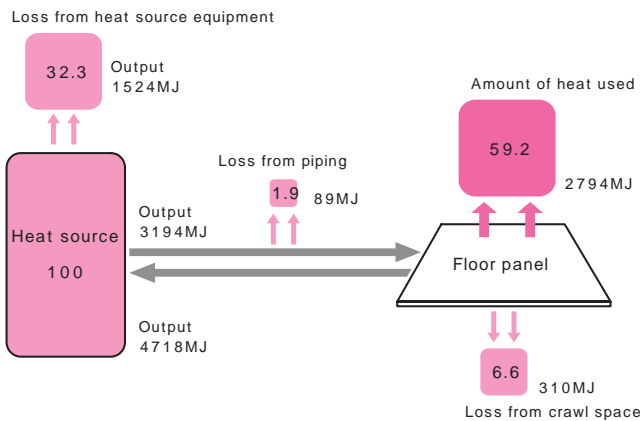 Loss from heat source equipment
32.3
Output
1524MJ
Amount of heat used
59.2
2794MJ
Loss from piping
1.9
89MJ
Heat source
100
Output
3194MJ
Floor panel
Output
4718MJ
6.6
310MJ
Loss from crawl space